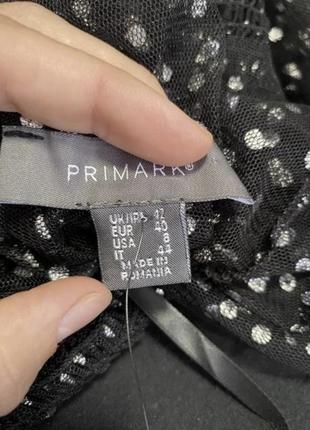 PRIMARK®
UK/IRL 12
EUR 40
USA 8
IT 44
MADE IN
ROMANIA